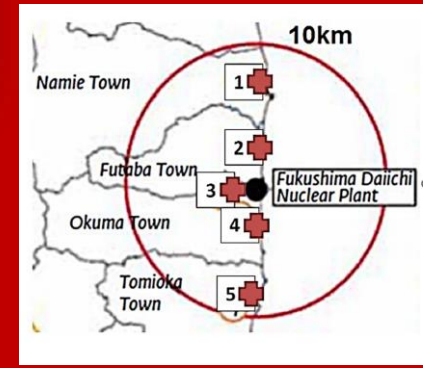 10km
Namie Town
1
2
Futaba Town
3
Fukushima Daiichi
Nuclear Plant
4
Okuma Town
Tomioka
Town
5